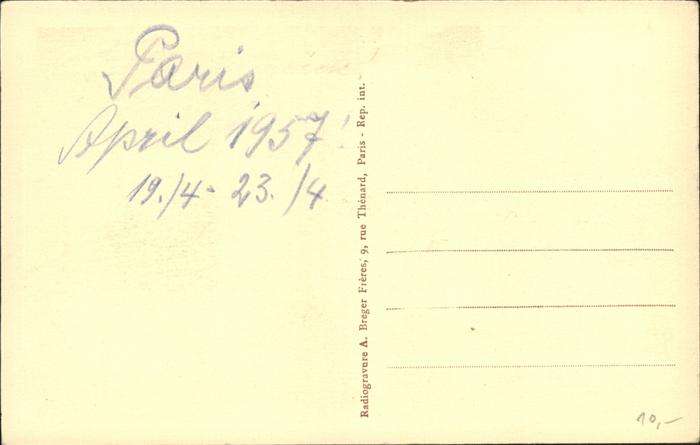 Paris
April 1957!
19./4 - 23./4
Radiogravure A. Breger Frères, 9, rue Thénard, Paris - Rep. int.
10,-